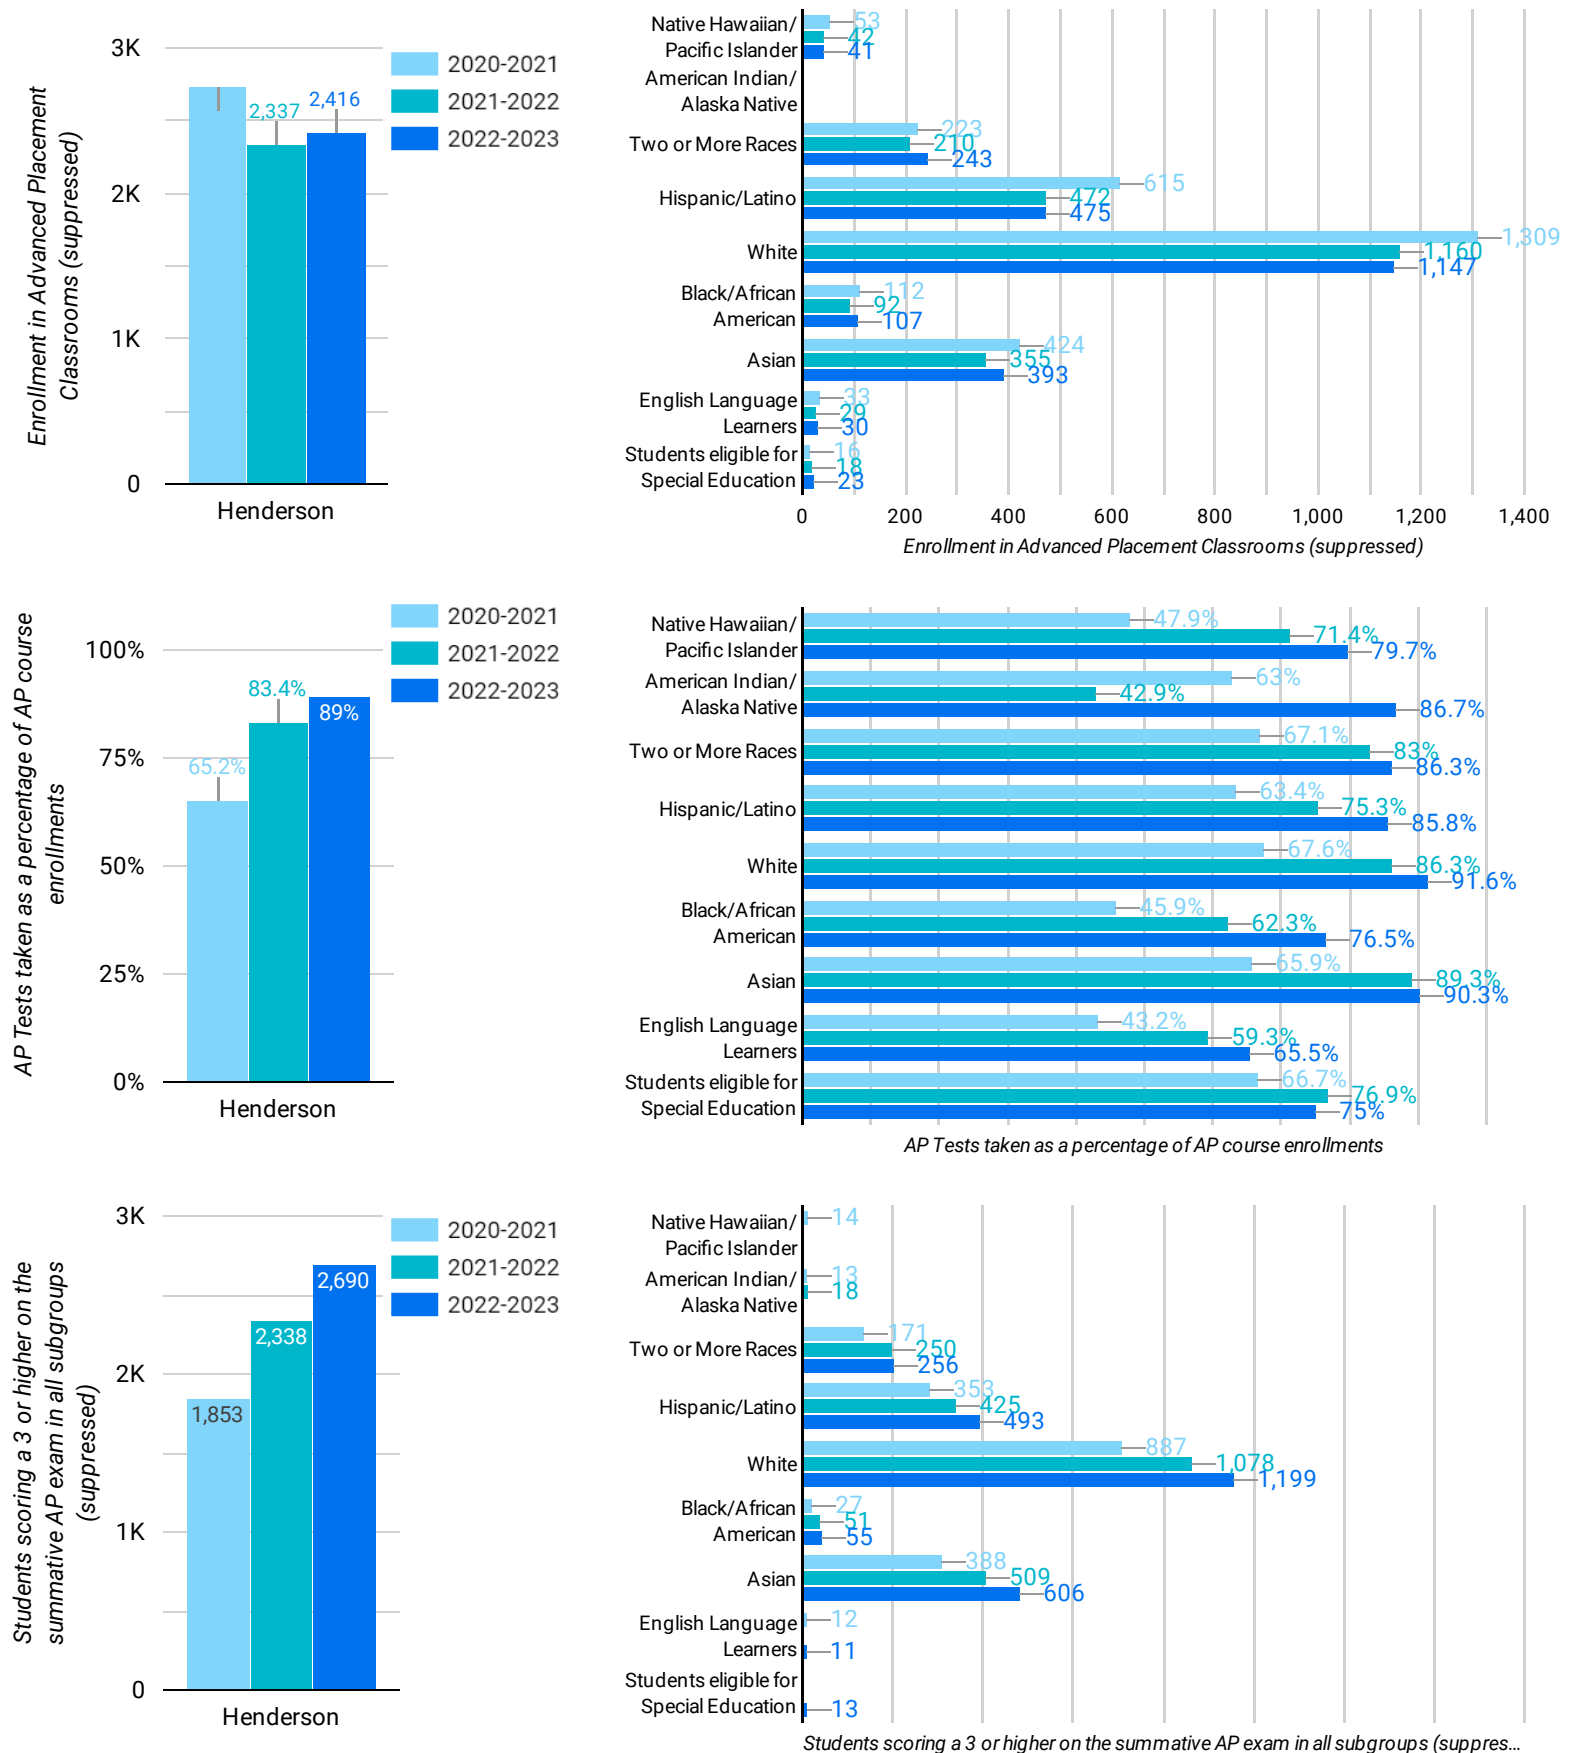 Enrollment in Advanced Placement
Classrooms (suppressed)
3K
2K
1K
0
2,337
2,416
Henderson
2020-2021
2021-2022
2022-2023
Native Hawaiian/
Pacific Islander
53
42
41
American Indian/
Alaska Native
Two or More Races
223
210
243
Hispanic/Latino
615
472
475
White
1,309
1,160
1,147
Black/African
American
112
92
107
Asian
424
355
393
English Language
Learners
33
29
30
Students eligible for
Special Education
16
18
23
0
200
400
600
800
1,000
1,200
1,400
Enrollment in Advanced Placement Classrooms (suppressed)
AP Tests taken as a percentage of AP course
enrollments
100%
75%
50%
25%
0%
65.2%
83.4%
89%
Henderson
2020-2021
2021-2022
2022-2023
Native Hawaiian/
Pacific Islander
47.9%
71.4%
79.7%
American Indian/
Alaska Native
63%
42.9%
86.7%
Two or More Races
67.1%
83%
86.3%
Hispanic/Latino
63.4%
75.3%
85.8%
White
67.6%
86.3%
91.6%
Black/African
American
45.9%
62.3%
76.5%
Asian
65.9%
89.3%
90.3%
English Language
Learners
43.2%
59.3%
65.5%
Students eligible for
Special Education
66.7%
76.9%
75%
AP Tests taken as a percentage of AP course enrollments
Students scoring a 3 or higher on the
summative AP exam in all subgroups
(suppressed)
3K
2K
1K
0
1,853
2,338
2,690
Henderson
2020-2021
2021-2022
2022-2023
Native Hawaiian/
Pacific Islander
14
American Indian/
Alaska Native
13
18
Two or More Races
171
250
256
Hispanic/Latino
353
425
493
White
887
1,078
1,199
Black/African
American
27
51
55
Asian
388
509
606
English Language
Learners
12
11
Students eligible for
Special Education
13
Students scoring a 3 or higher on the summative AP exam in all subgroups (suppres...